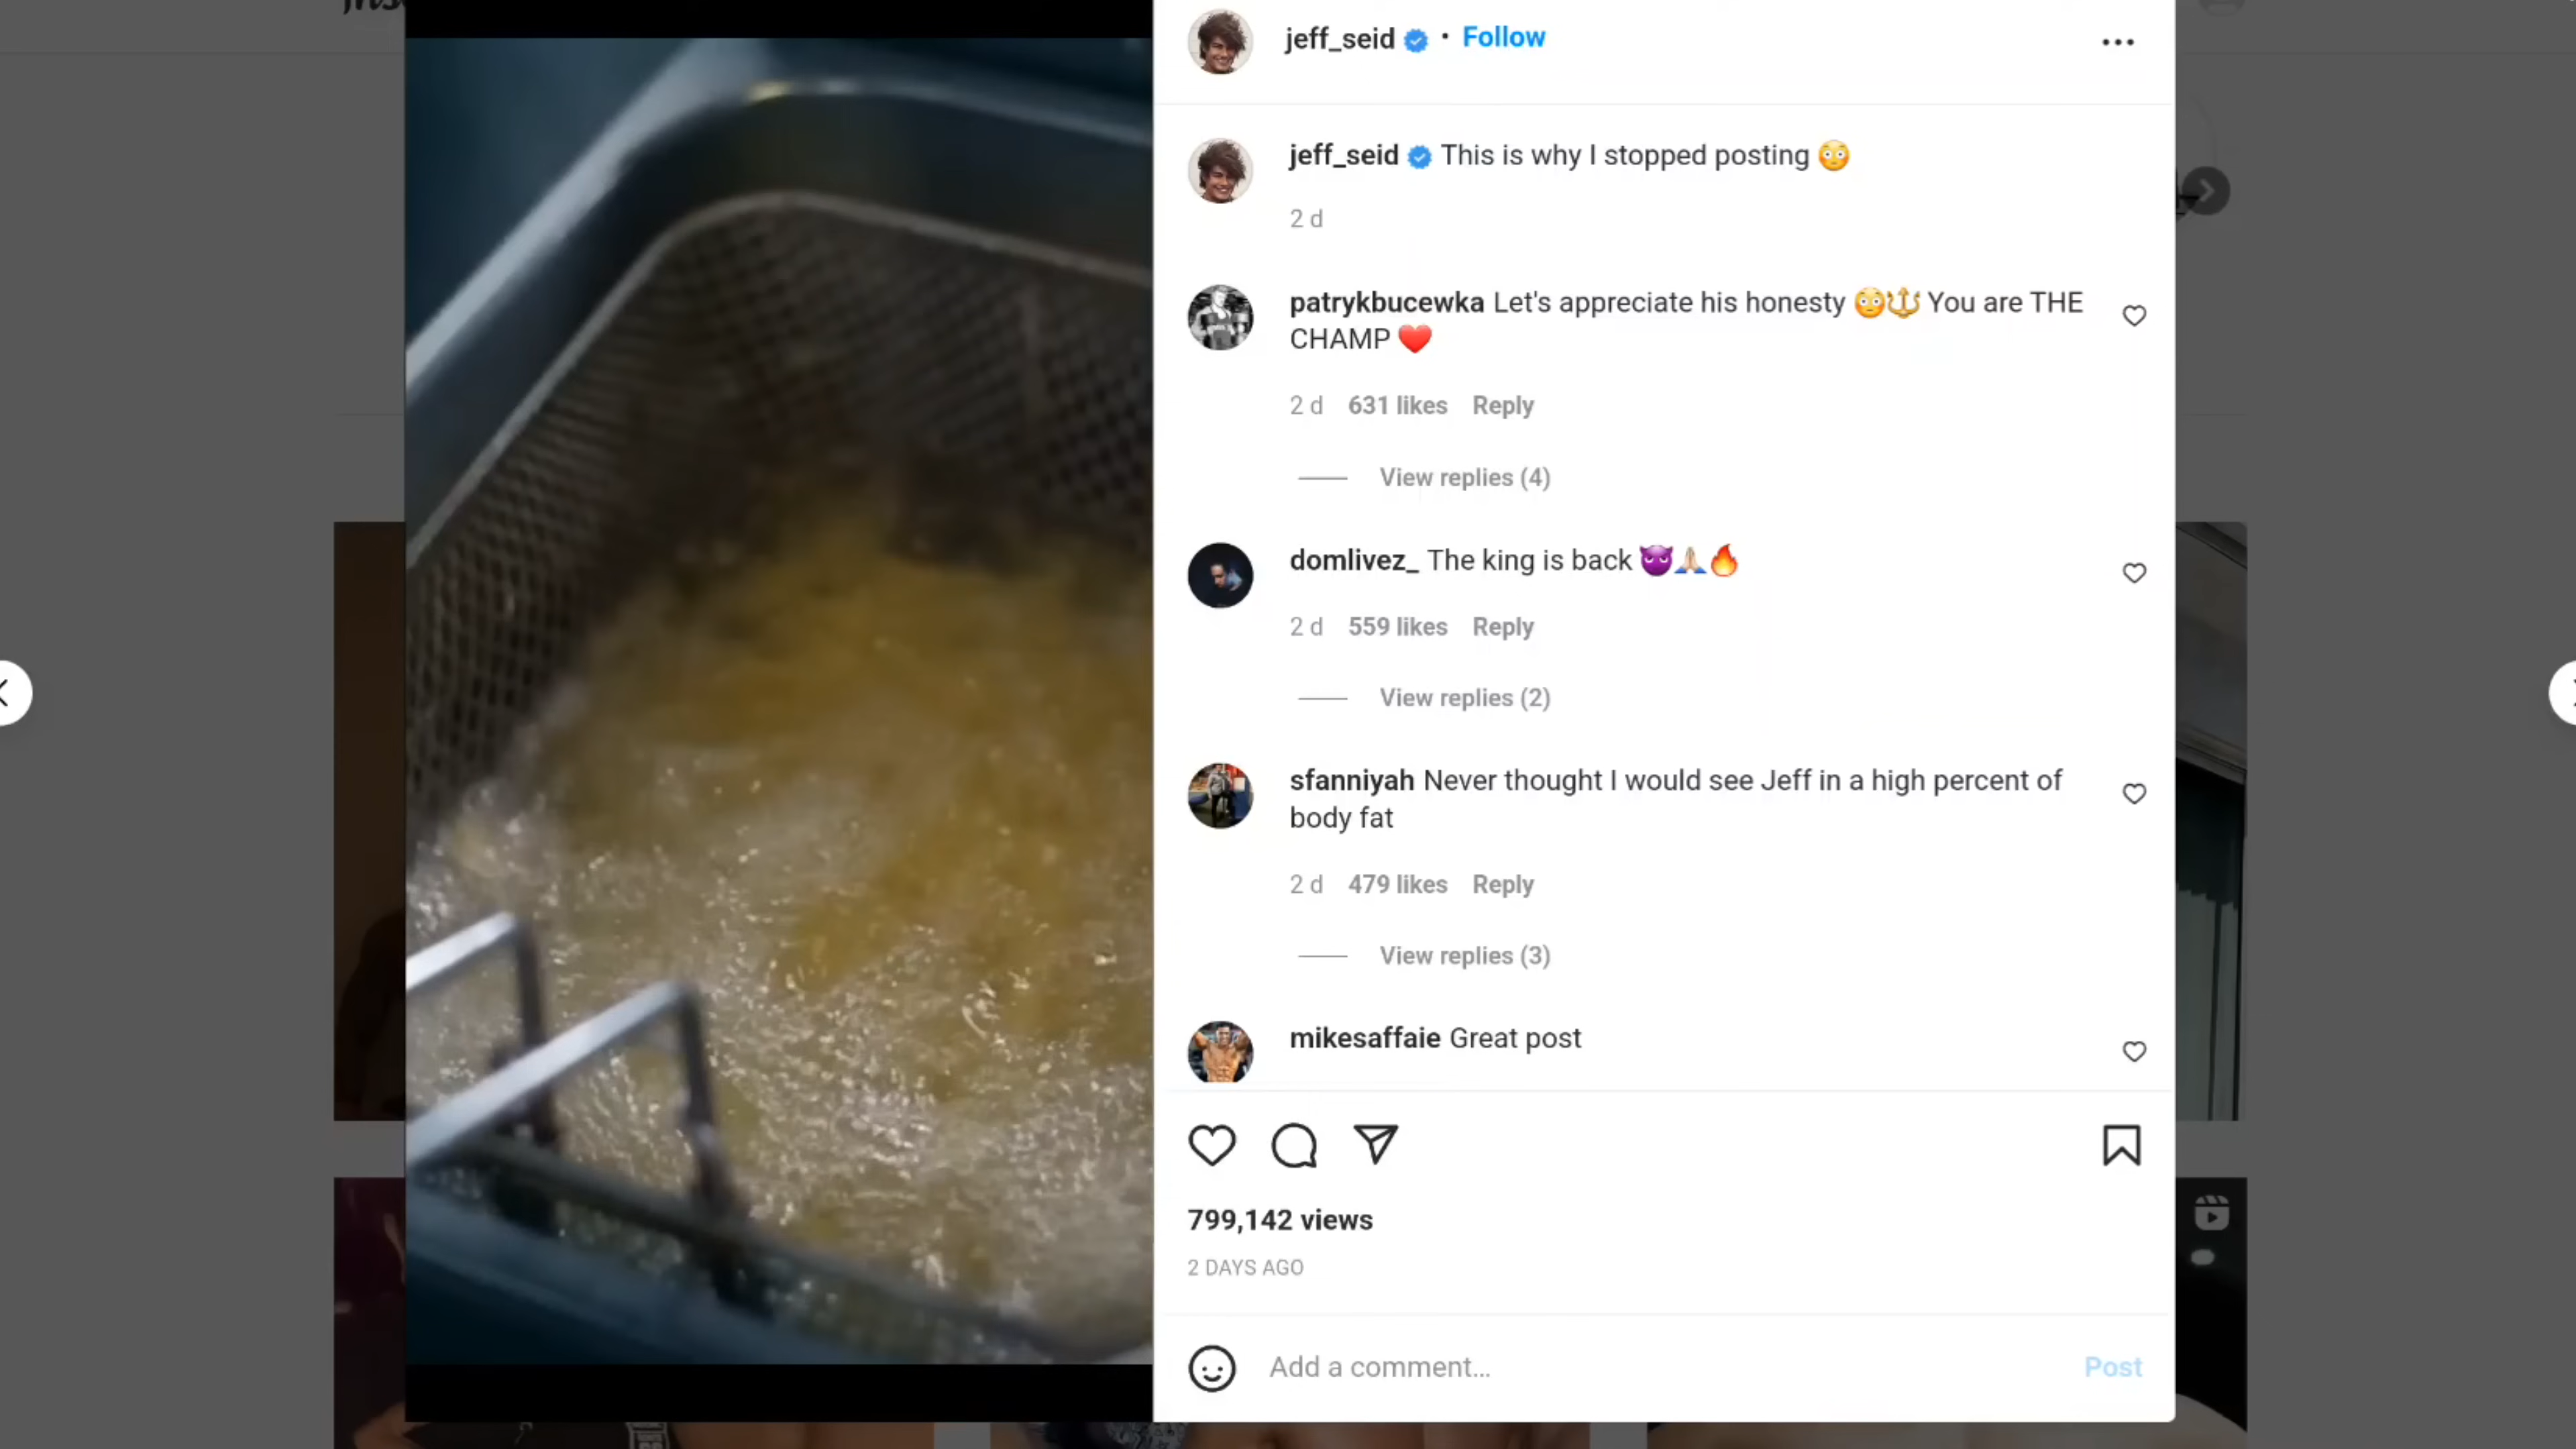 jeff_seid • Follow
jeff_seid This is why I stopped posting 😳
2 d
patrykbucewka Let's appreciate his honesty 😳🔱 You are THE
CHAMP ❤️
2 d 631 likes Reply
View replies (4)
domlivez_ The king is back 😈🙏🏻🔥
2 d 559 likes Reply
View replies (2)
sfanniyah Never thought I would see Jeff in a high percent of
body fat
2 d 479 likes Reply
View replies (3)
mikesaffaie Great post
799,142 views
2 DAYS AGO
Add a comment...
Post